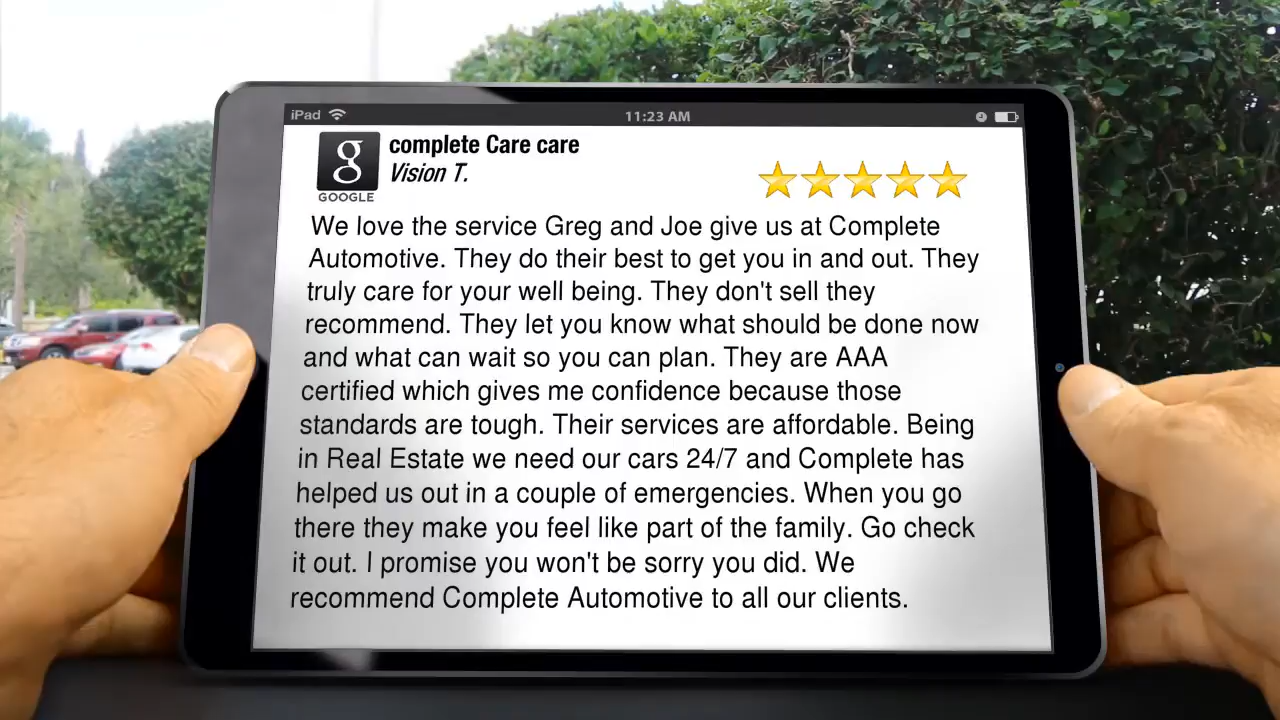 iPad
11:23 AM
g
GOOGLE
complete Care care
Vision T.
We love the service Greg and Joe give us at Complete
Automotive. They do their best to get you in and out. They
truly care for your well being. They don't sell they
recommend. They let you know what should be done now
and what can wait so you can plan. They are AAA
certified which gives me confidence because those
standards are tough. Their services are affordable. Being
in Real Estate we need our cars 24/7 and Complete has
helped us out in a couple of emergencies. When you go
there they make you feel like part of the family. Go check
it out. I promise you won't be sorry you did. We
recommend Complete Automotive to all our clients.